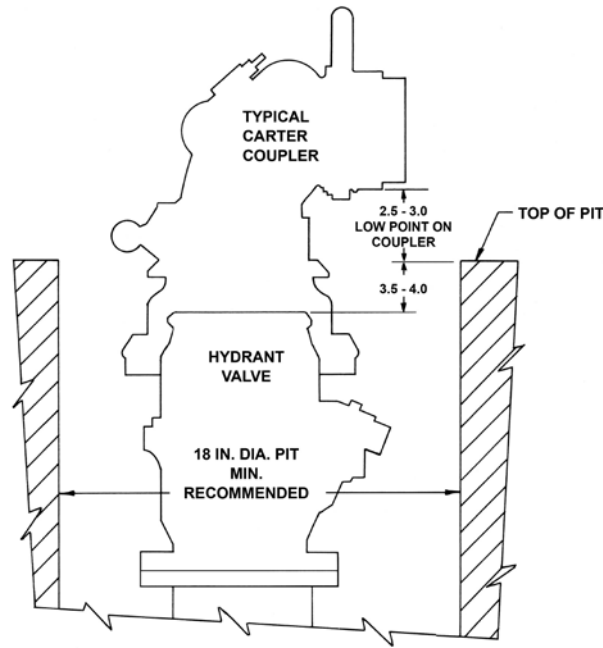 TYPICAL
CARTER
COUPLER
2.5 - 3.0
LOW POINT ON
COUPLER
TOP OF PIT
3.5 - 4.0
HYDRANT
VALVE
18 IN. DIA. PIT
MIN.
RECOMMENDED